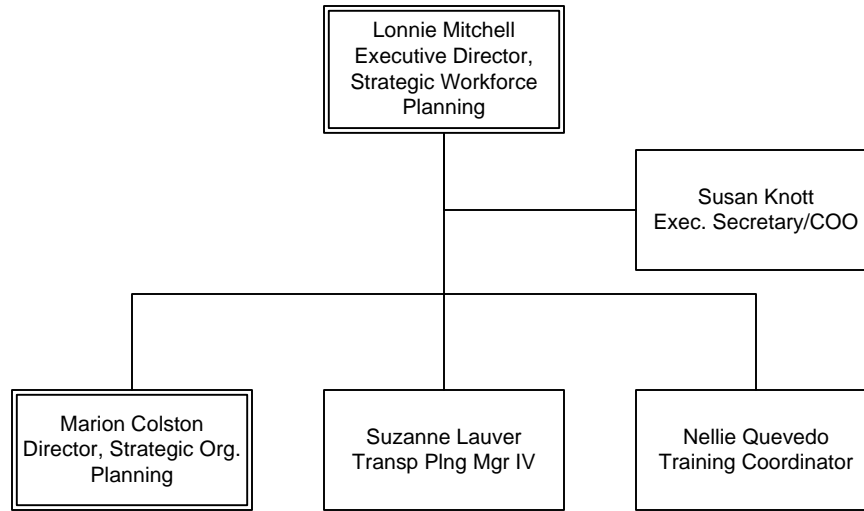 Lonnie Mitchell
Executive Director,
Strategic Workforce
Planning
Susan Knott
Exec. Secretary/COO
Marion Colston
Director, Strategic Org.
Planning
Suzanne Lauver
Transp Plng Mgr IV
Nellie Quevedo
Training Coordinator